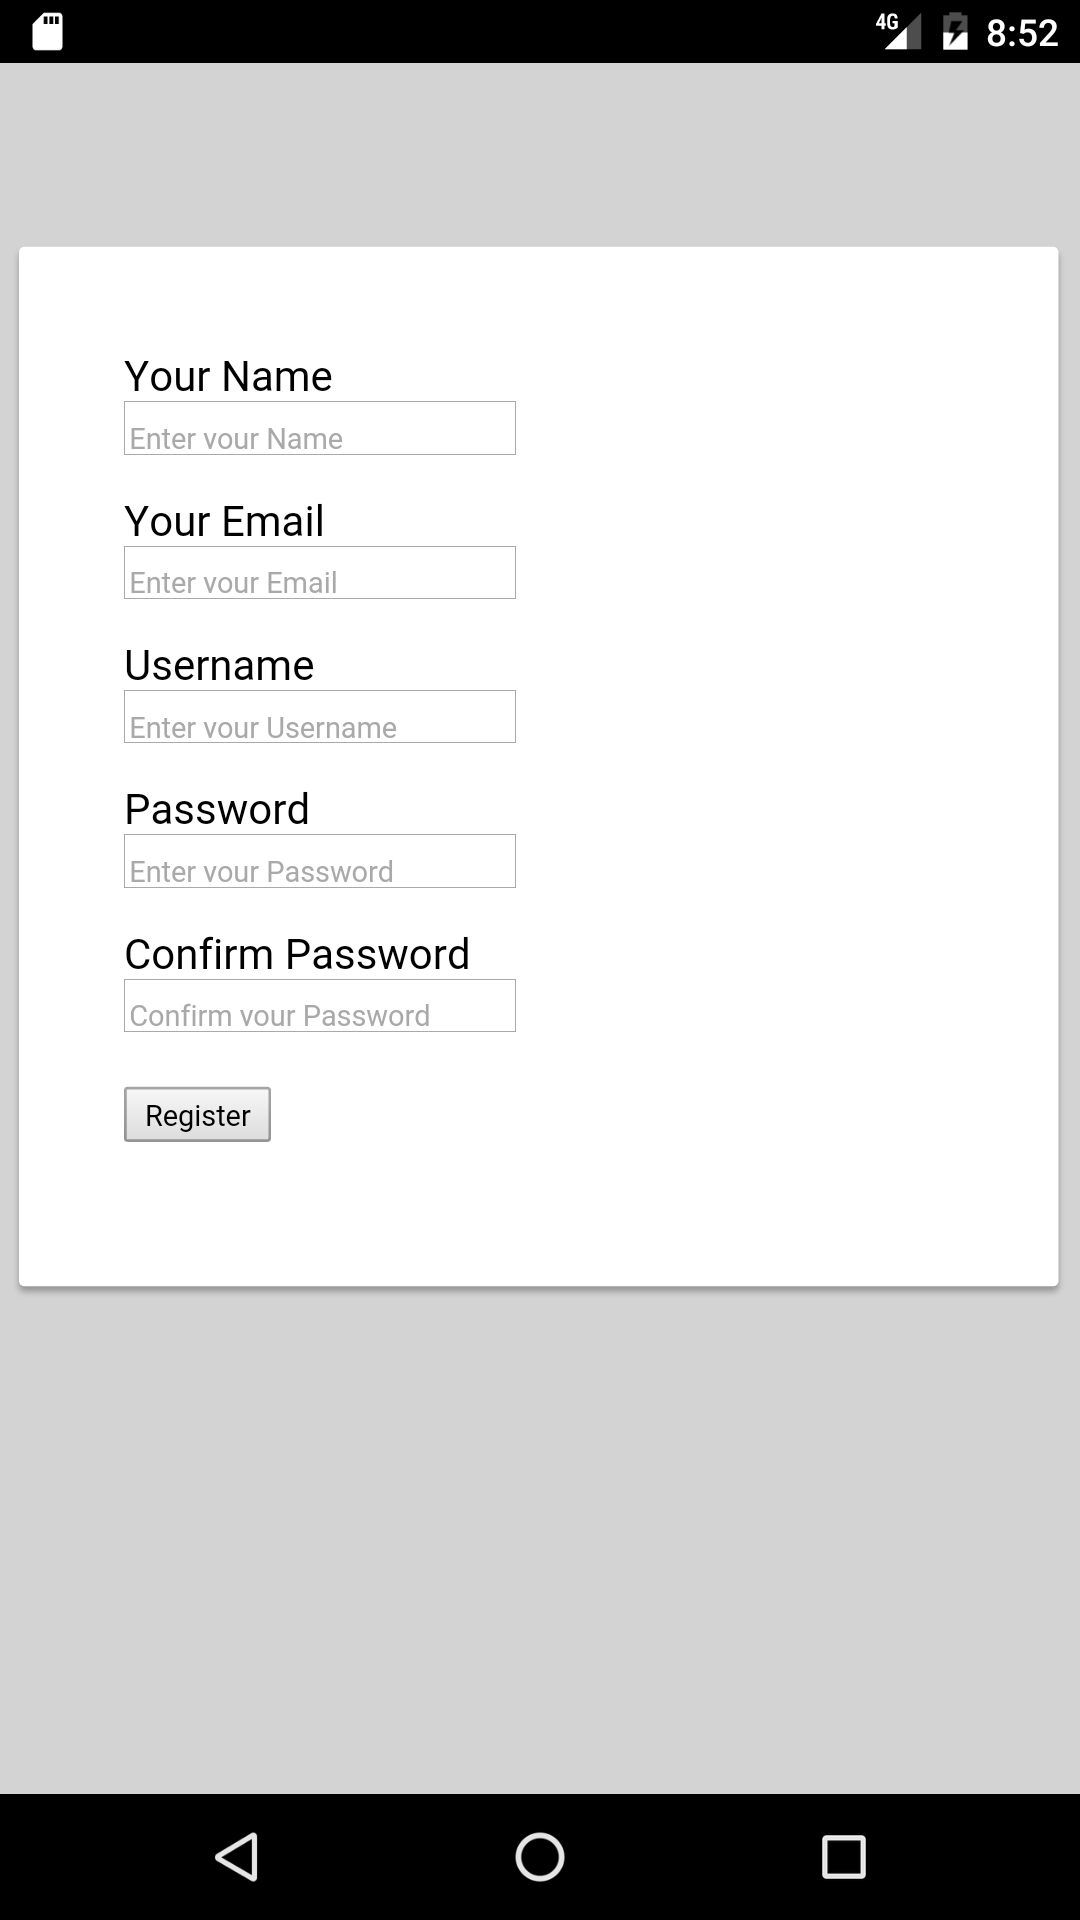 4G 8:52
Your Name
Enter your Name
Your Email
Enter your Email
Username
Enter your Username
Password
Enter your Password
Confirm Password
Confirm your Password
Register